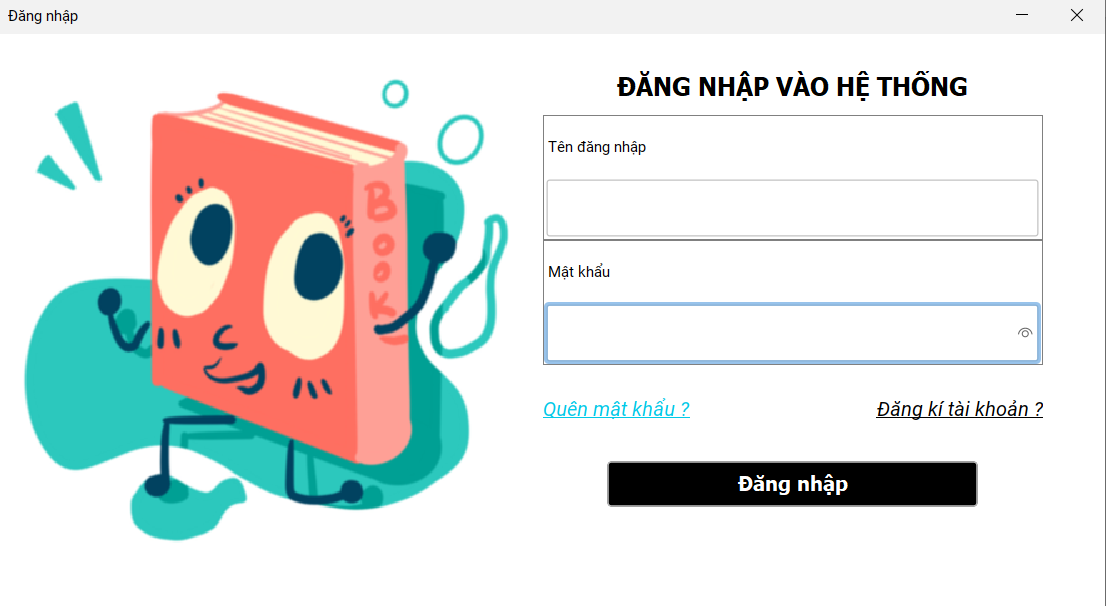 Đăng nhập
ĐĂNG NHẬP VÀO HỆ THỐNG
BOOK
Tên đăng nhập
Mật khẩu
Quên mật khẩu ?
Đăng kí tài khoản ?
Đăng nhập